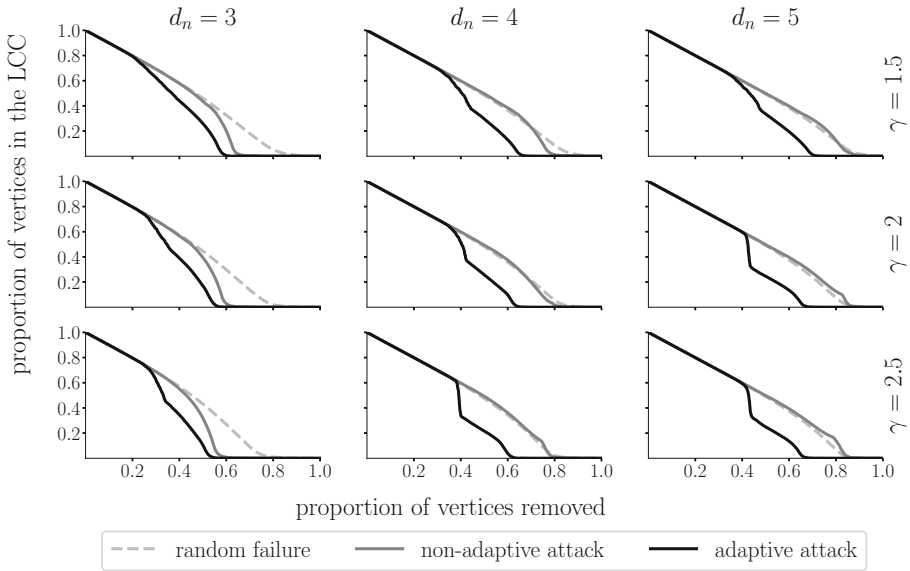 d_n = 3 d_n = 4 d_n = 5
proportion of vertices in the LCC
1.0
0.8
0.6
0.4
0.2
γ = 1.5
1.0
0.8
0.6
0.4
0.2
γ = 2
1.0
0.8
0.6
0.4
0.2
γ = 2.5
0.2 0.4 0.6 0.8 1.0 0.2 0.4 0.6 0.8 1.0 0.2 0.4 0.6 0.8 1.0
proportion of vertices removed
random failure non-adaptive attack adaptive attack